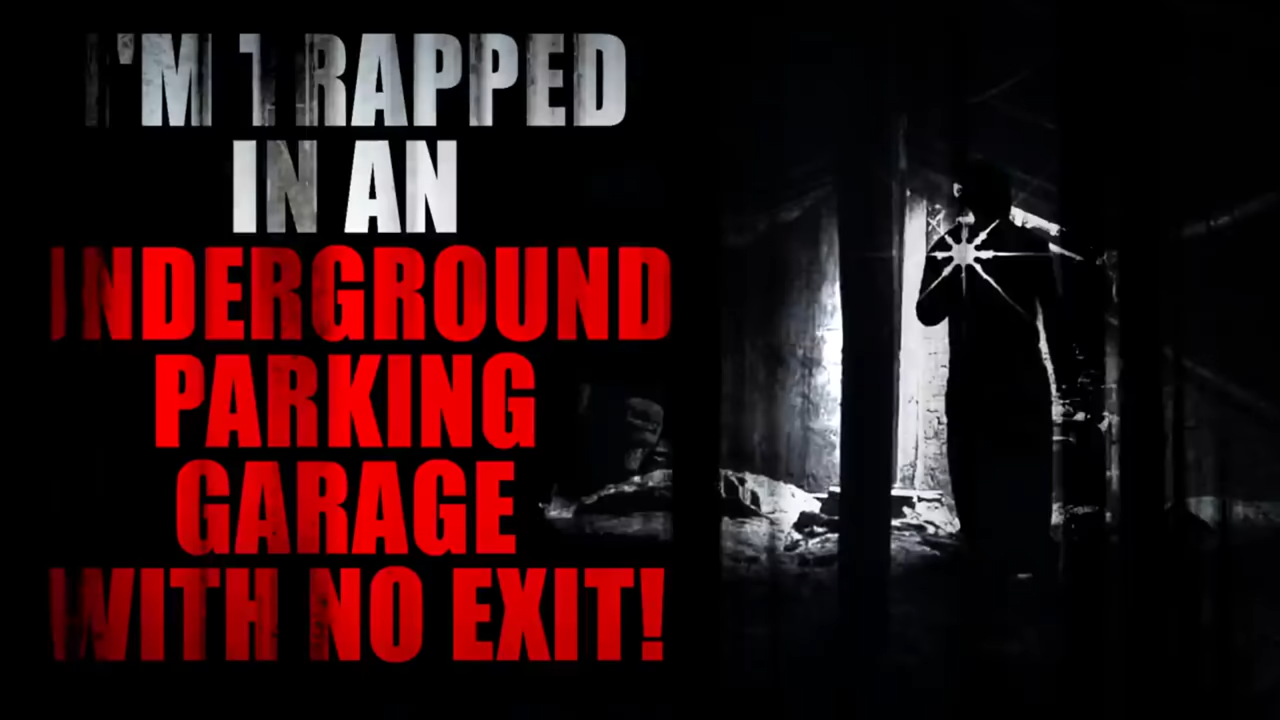 I'M TRAPPED
IN AN
UNDERGROUND
PARKING
GARAGE
WITH NO EXIT!